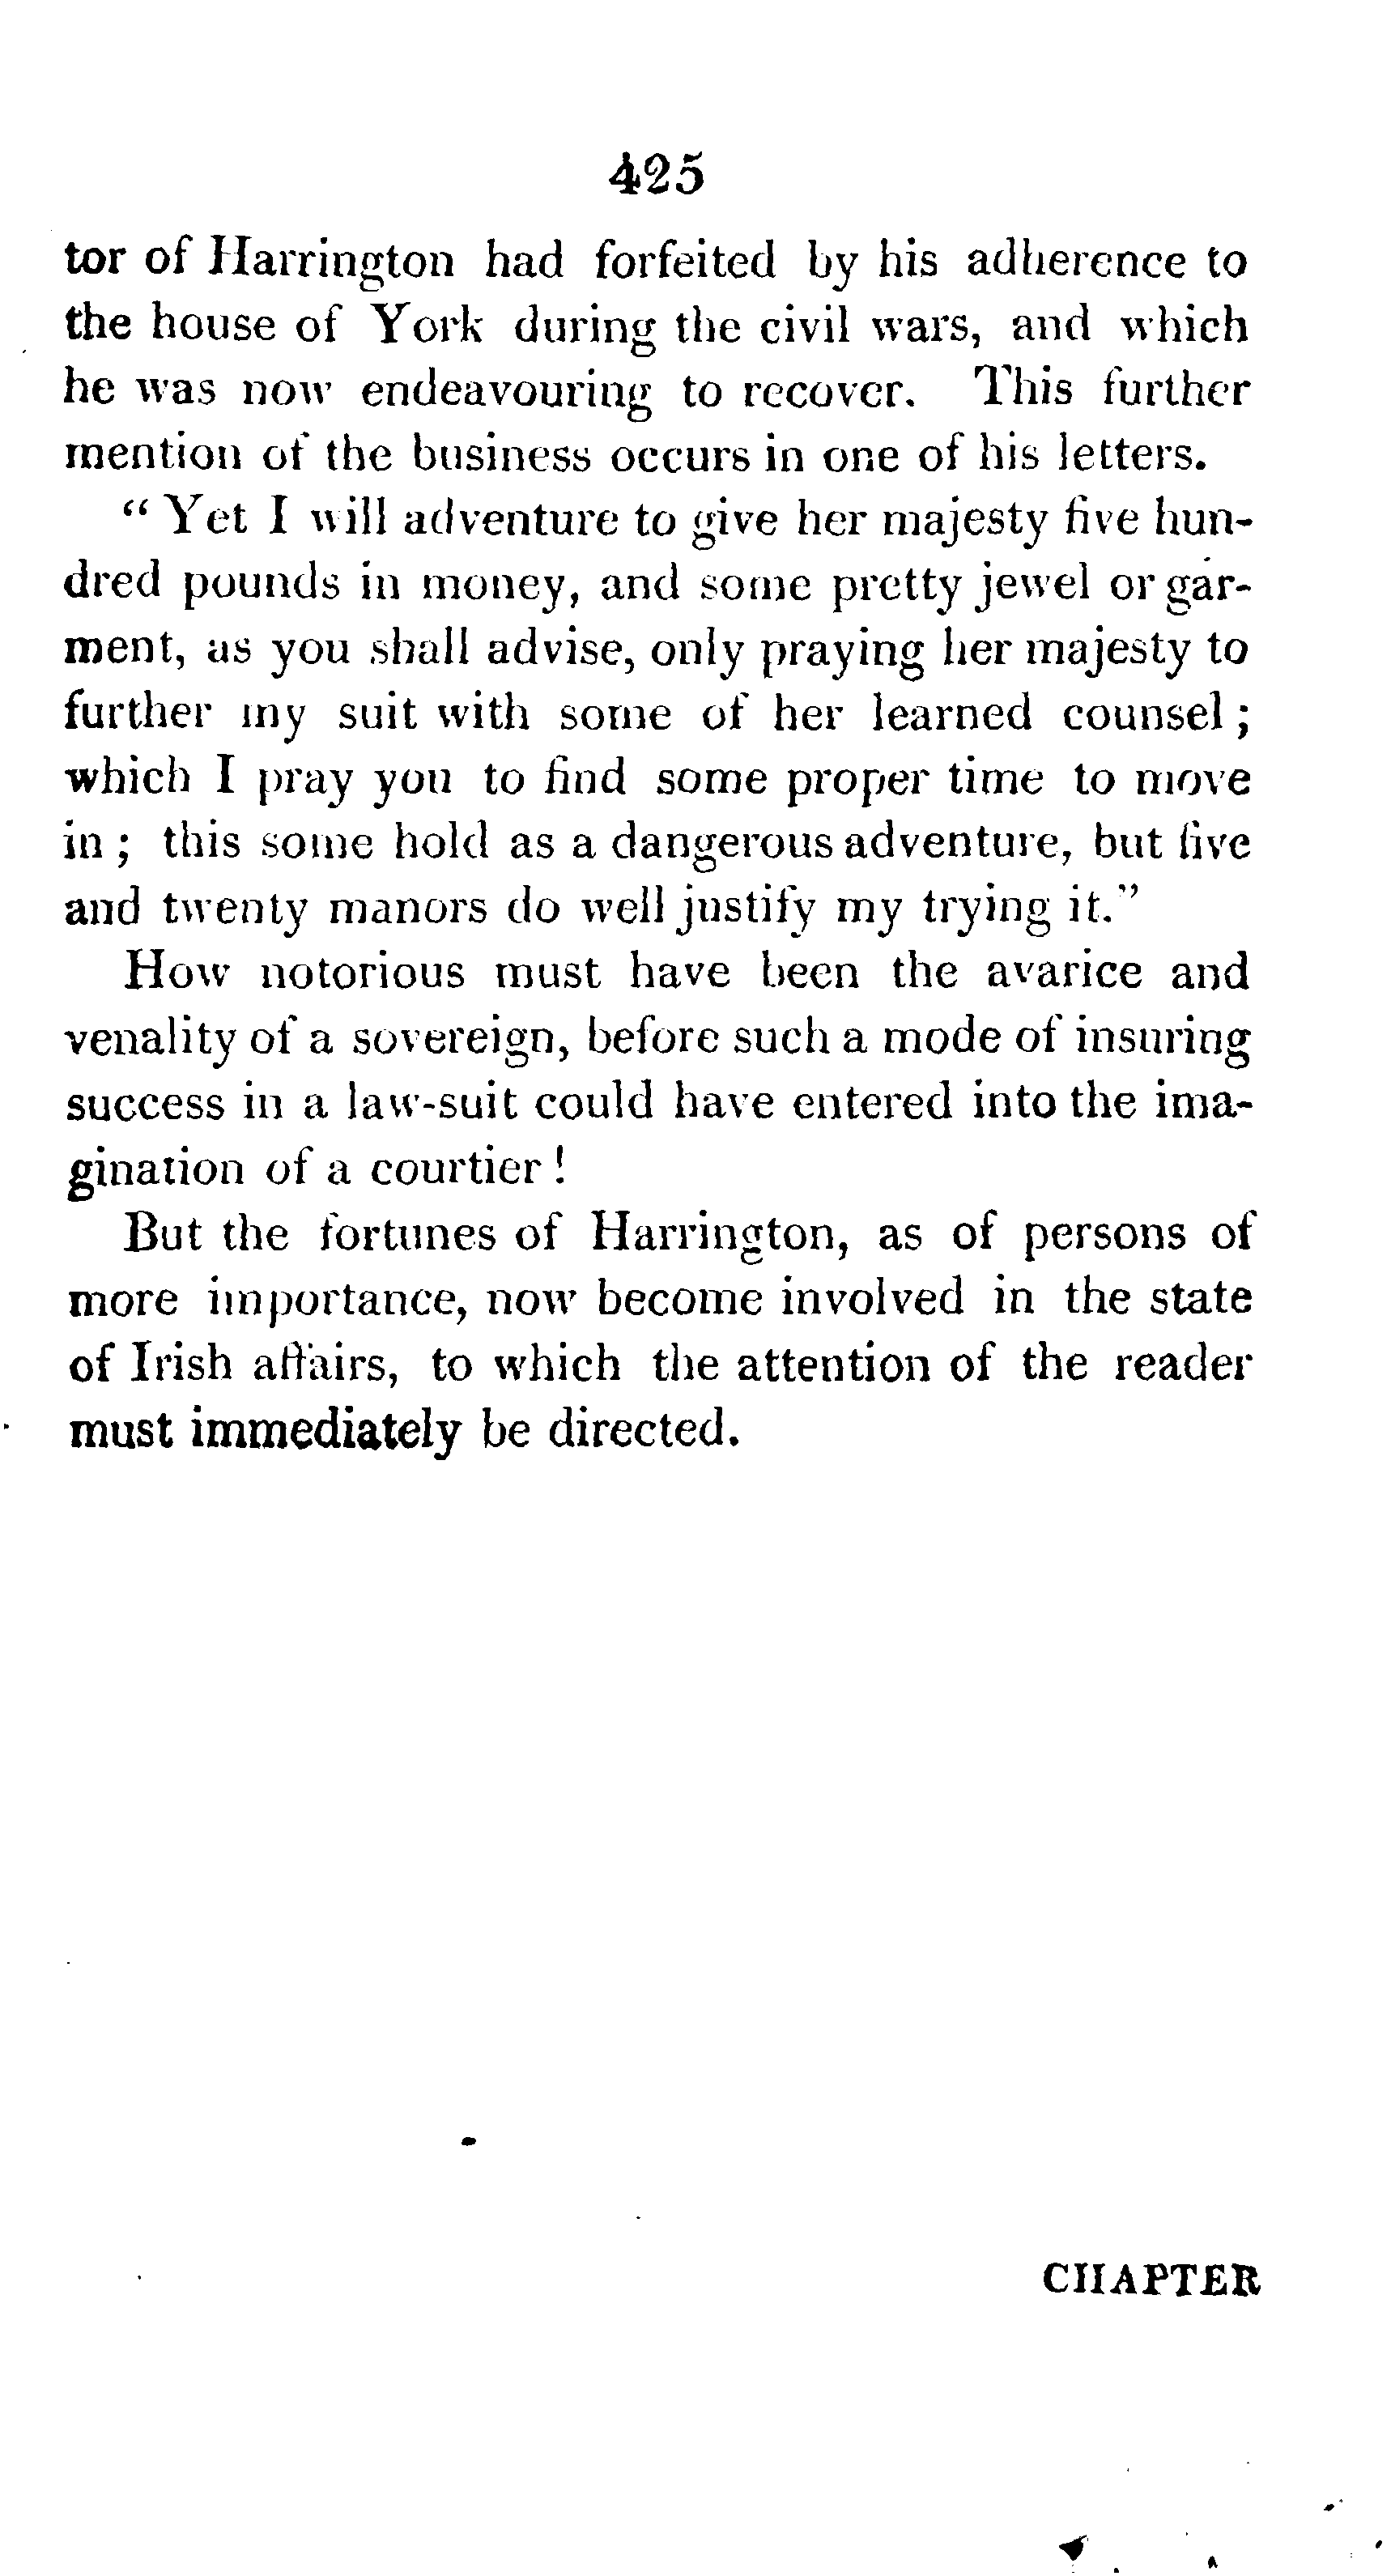 425
tor of Harrington had forfeited by his adherence to
the house of York during the civil wars, and which
he was now endeavouring to recover. This further
mention of the business occurs in one of his letters.
“ Yet I will adventure to give her majesty five hun-
dred pounds in money, and some pretty jewel or gar-
ment, as you shall advise, only praying her majesty to
further my suit with some of her learned counsel ;
which I pray you to find some proper time to move
in ; this some hold as a dangerous adventure, but five
and twenty manors do well justify my trying it.”
How notorious must have been the avarice and
venality of a sovereign, before such a mode of insuring
success in a law-suit could have entered into the ima-
gination of a courtier !
But the fortunes of Harrington, as of persons of
more importance, now become involved in the state
of Irish affairs, to which the attention of the reader
must immediately be directed.
CHAPTER